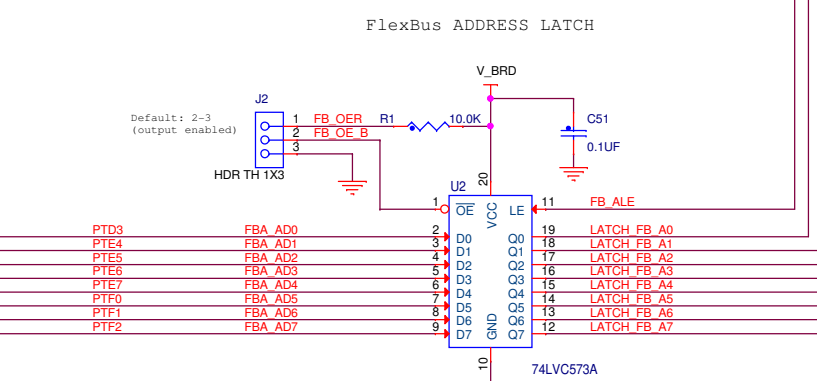 FlexBus ADDRESS LATCH
V_BRD
J2
Default: 2-3
(output enabled)
1 FB_OER R1 10.0K
2 FB_OE_B
3
C51
0.1UF
HDR TH 1X3
20
U2
1 OE VCC LE 11 FB_ALE
PTD3 FBA_AD0 2 D0 Q0 19 LATCH_FB_A0
PTE4 FBA_AD1 3 D1 Q1 18 LATCH_FB_A1
PTE5 FBA_AD2 4 D2 Q2 17 LATCH_FB_A2
PTE6 FBA_AD3 5 D3 Q3 16 LATCH_FB_A3
PTE7 FBA_AD4 6 D4 Q4 15 LATCH_FB_A4
PTF0 FBA_AD5 7 D5 Q5 14 LATCH_FB_A5
PTF1 FBA_AD6 8 D6 Q6 13 LATCH_FB_A6
PTF2 FBA_AD7 9 D7 GND Q7 12 LATCH_FB_A7
10
74LVC573A